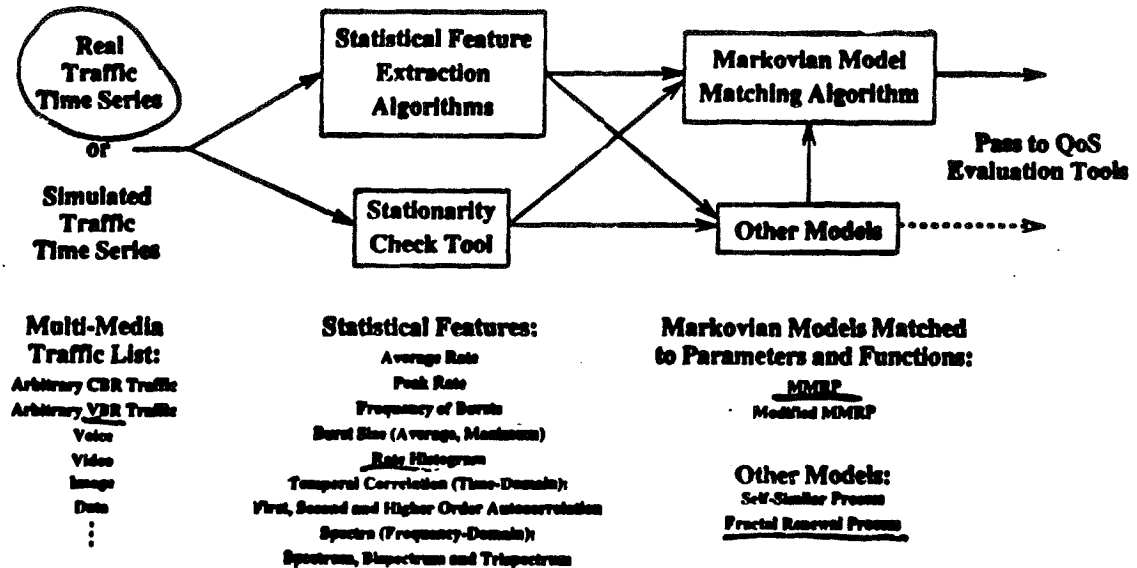 Real
Traffic
Time Series
or
Simulated
Traffic
Time Series
Statistical Feature
Extraction
Algorithms
Stationarity
Check Tool
Markovian Model
Matching Algorithm
Other Models
Pass to QoS
Evaluation Tools
Multi-Media
Traffic List:
Arbitrary CBR Traffic
Arbitrary VBR Traffic
Voice
Video
Image
Data
Statistical Features:
Average Rate
Peak Rate
Frequency of Bursts
Burst Size (Average, Maximum)
Rate Histogram
Temporal Correlation (Time-Domain):
First, Second and Higher Order Autocorrelation
Spectra (Frequency-Domain):
Spectrum, Bispectrum and Trispectrum
Markovian Models Matched
to Parameters and Functions:
MMRP
Modified MMRP
Other Models:
Self-Similar Process
Fractal Renewal Process